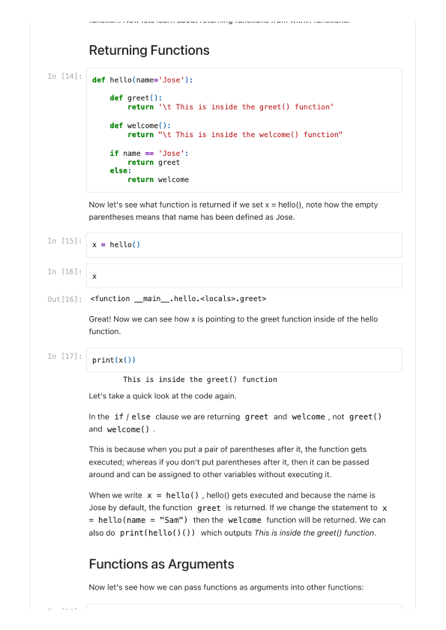 function. Now lets learn about returning functions from within functions.
Returning Functions
In [14]:
def hello(name='Jose'):
def greet():
return '\t This is inside the greet() function'
def welcome():
return "\t This is inside the welcome() function"
if name == 'Jose':
return greet
else:
return welcome
Now let's see what function is returned if we set x = hello(), note how the empty
parentheses means that name has been defined as Jose.
In [15]: x = hello()
In [16]: x
Out[16]: <function __main__.hello.<locals>.greet>
Great! Now we can see how x is pointing to the greet function inside of the hello
function.
In [17]: print(x())
This is inside the greet() function
Let's take a quick look at the code again.
In the if / else clause we are returning greet and welcome , not greet()
and welcome() .
This is because when you put a pair of parentheses after it, the function gets
executed; whereas if you don't put parentheses after it, then it can be passed
around and can be assigned to other variables without executing it.
When we write x = hello() , hello() gets executed and because the name is
Jose by default, the function greet is returned. If we change the statement to x
= hello(name = "Sam") then the welcome function will be returned. We can
also do print(hello()()) which outputs This is inside the greet() function.
Functions as Arguments
Now let's see how we can pass functions as arguments into other functions: